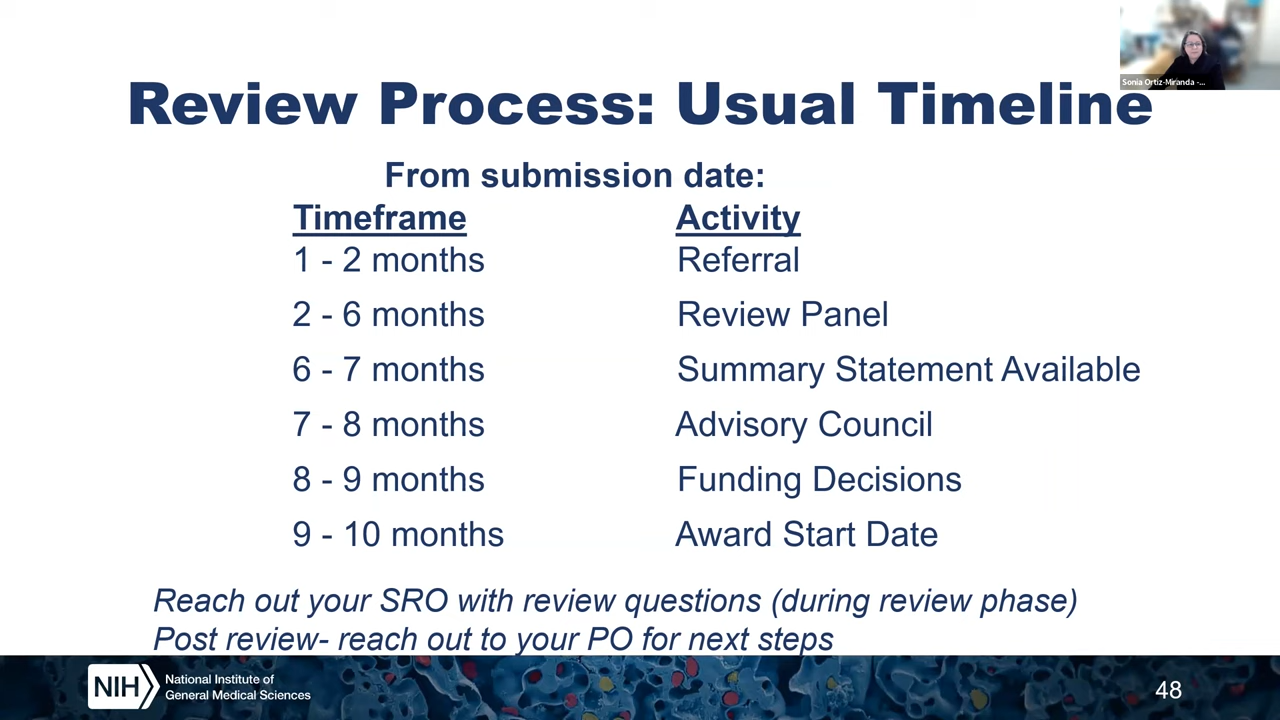 Sonia Ortiz-Miranda -...
Review Process: Usual Timeline
From submission date:
Timeframe Activity
1 - 2 months Referral
2 - 6 months Review Panel
6 - 7 months Summary Statement Available
7 - 8 months Advisory Council
8 - 9 months Funding Decisions
9 - 10 months Award Start Date
Reach out your SRO with review questions (during review phase)
Post review- reach out to your PO for next steps
NIH National Institute of
General Medical Sciences
48